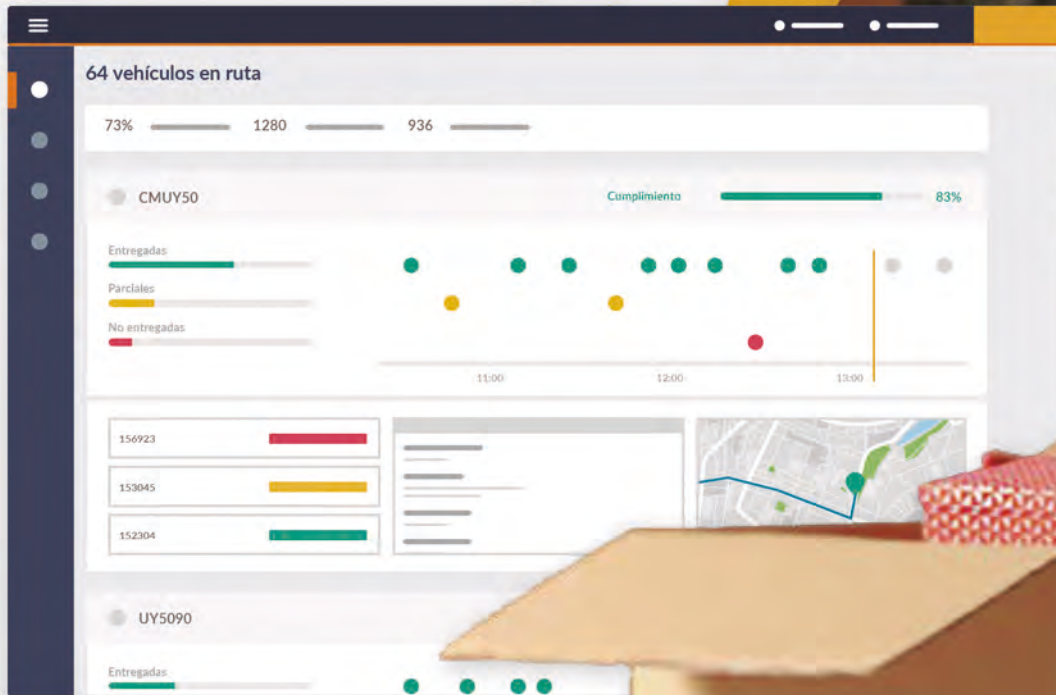 64 vehículos en ruta
73% 1280 936
CMUY50 Cumplimiento 83%
Entregadas
Parciales
No entregadas
11:00 12:00 13:00
156923
153045
152304
UY5090
Entregadas